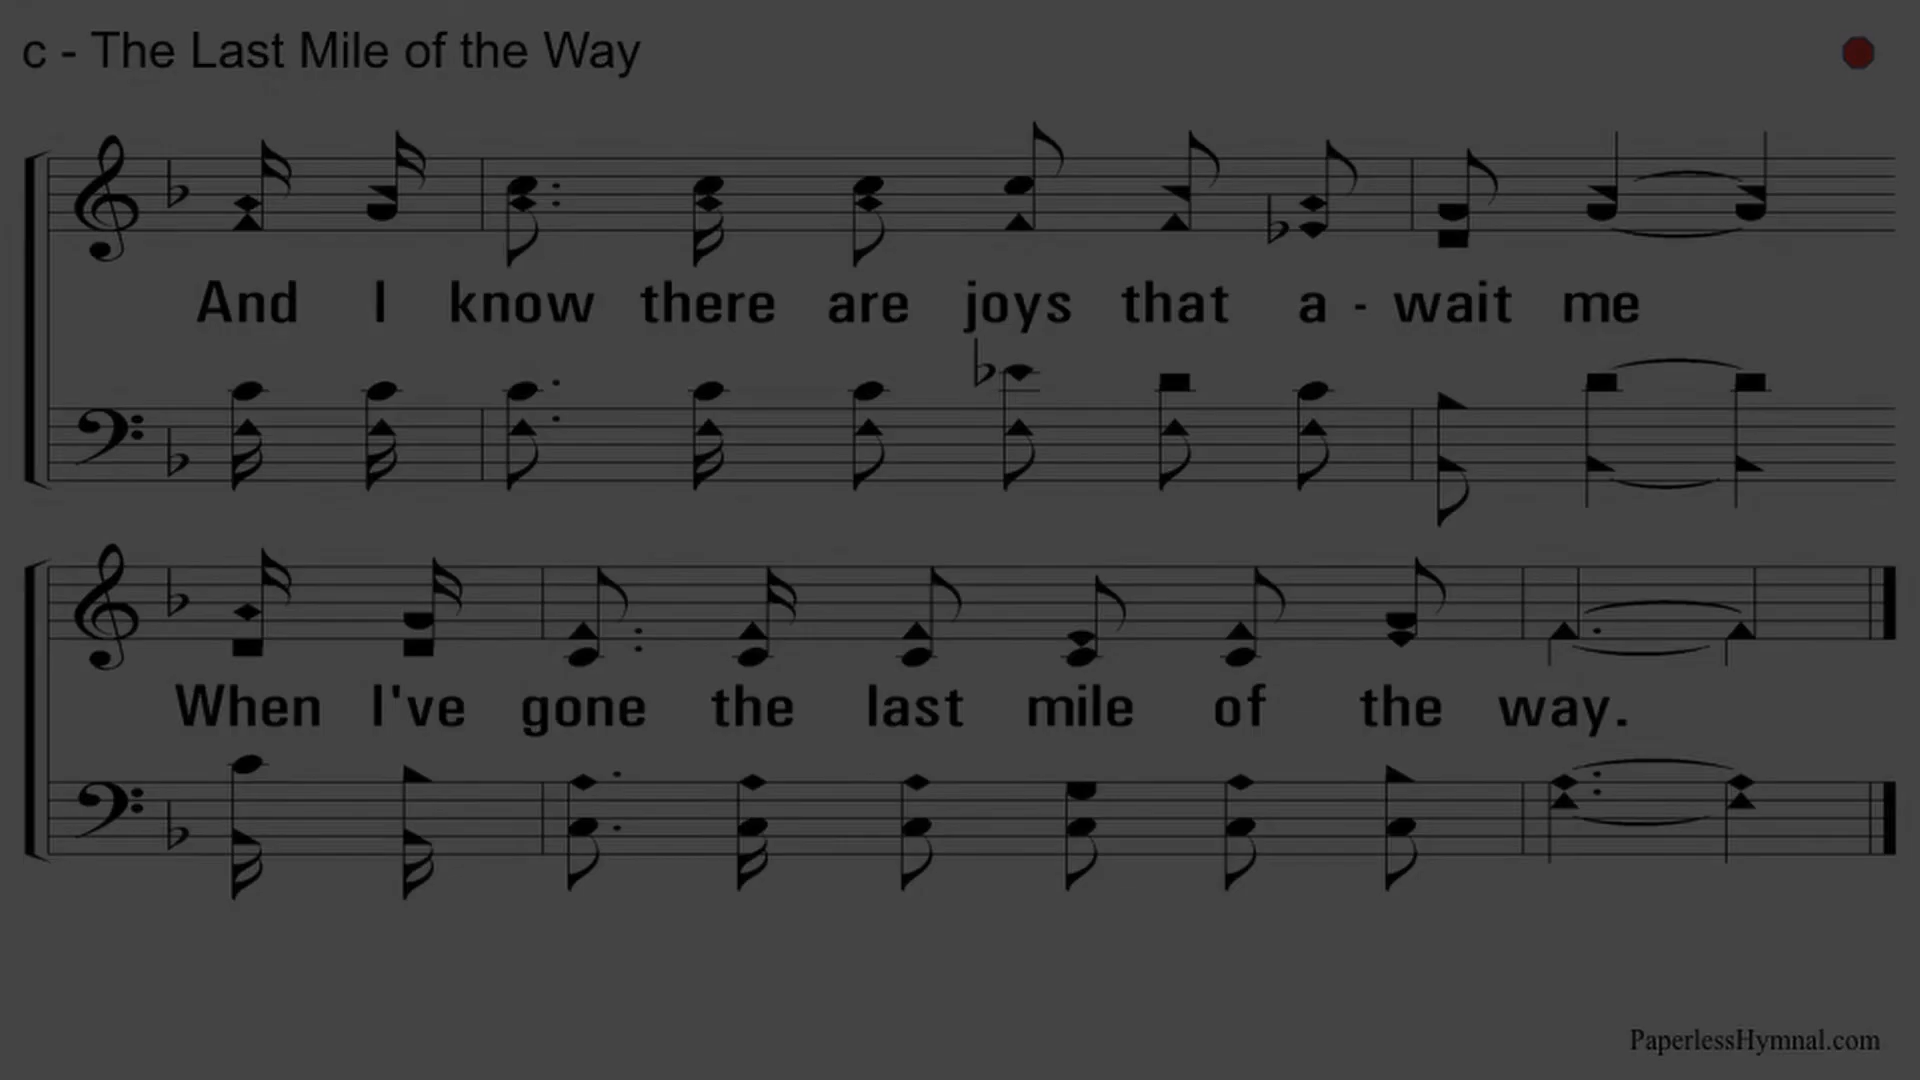 c - The Last Mile of the Way
And I know there are joys that a - wait me
When I've gone the last mile of the way.
PaperlessHymnal.com